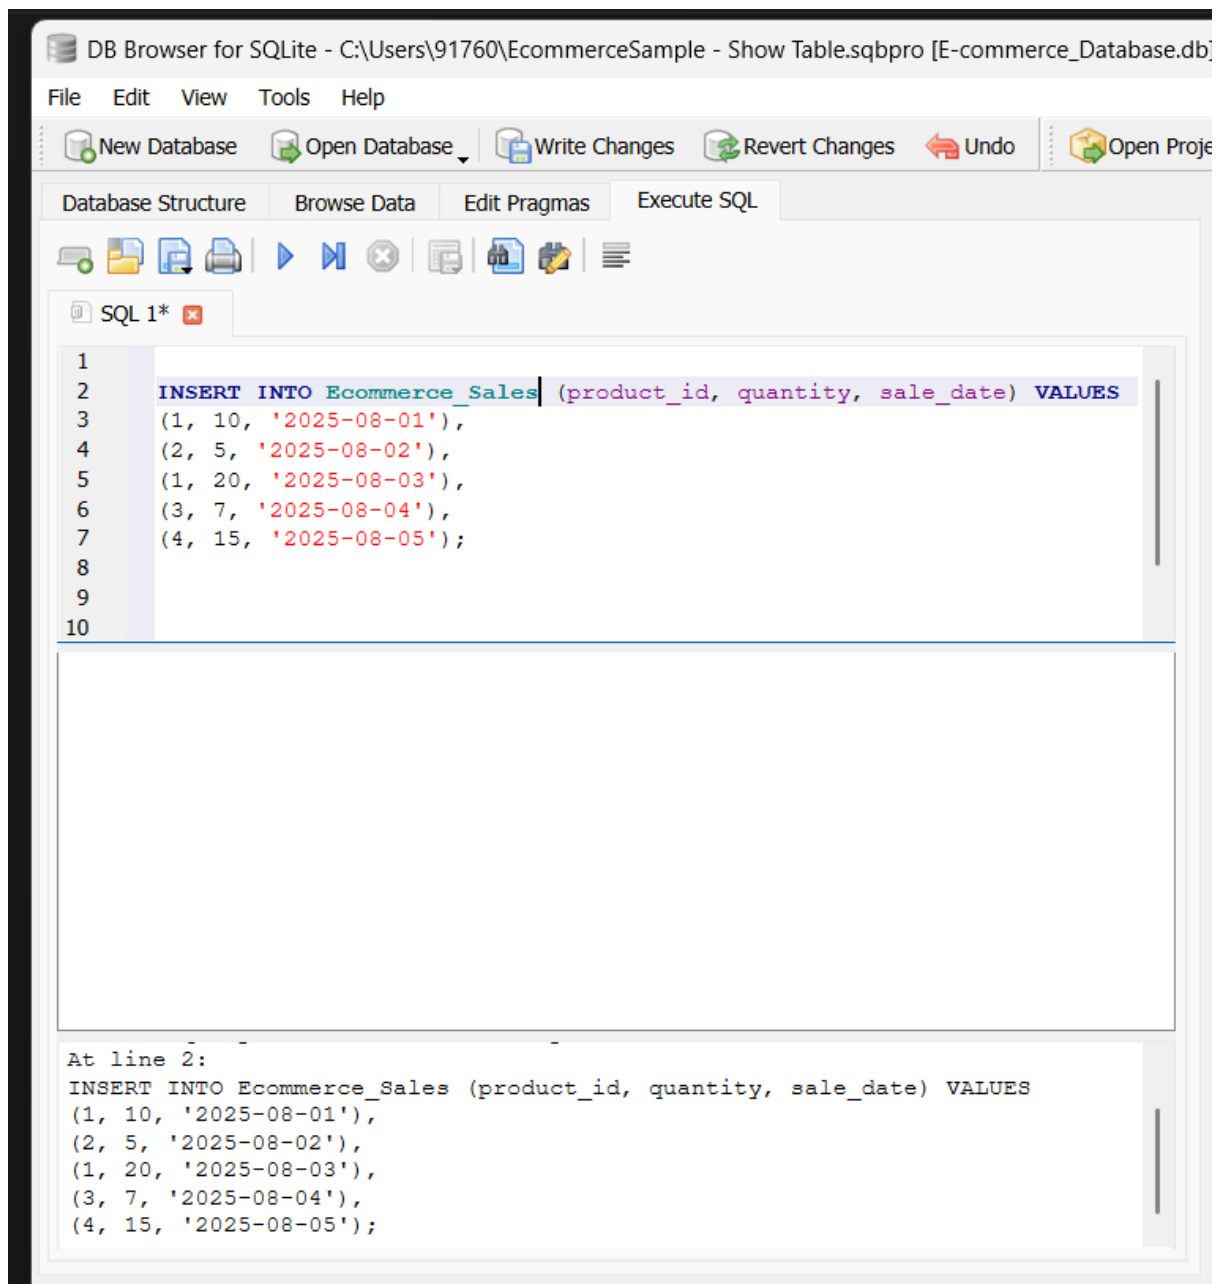 DB Browser for SQLite - C:\Users\91760\EcommerceSample - Show Table.sqbpro [E-commerce_Database.db]
File Edit View Tools Help
New Database Open Database Write Changes Revert Changes Undo Open Proje
Database Structure Browse Data Edit Pragmas Execute SQL
SQL 1*
1
2 INSERT INTO Ecommerce_Sales (product_id, quantity, sale_date) VALUES
3 (1, 10, '2025-08-01'),
4 (2, 5, '2025-08-02'),
5 (1, 20, '2025-08-03'),
6 (3, 7, '2025-08-04'),
7 (4, 15, '2025-08-05');
8
9
10
At line 2:
INSERT INTO Ecommerce_Sales (product_id, quantity, sale_date) VALUES
(1, 10, '2025-08-01'),
(2, 5, '2025-08-02'),
(1, 20, '2025-08-03'),
(3, 7, '2025-08-04'),
(4, 15, '2025-08-05');